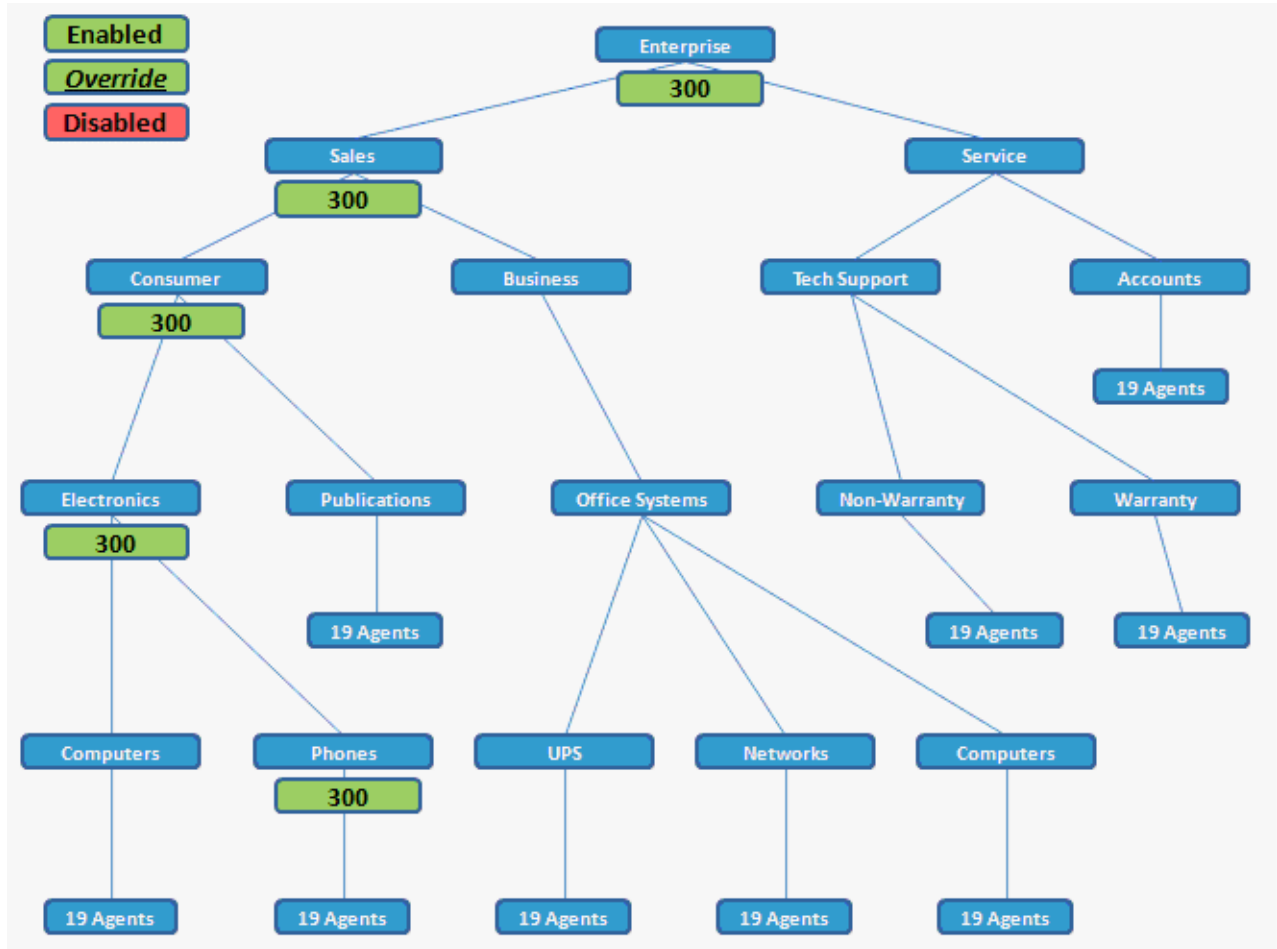 Enabled
Override
Disabled
Enterprise
300
Sales
Service
300
Consumer
Business
Tech Support
Accounts
300
19 Agents
Electronics
Publications
Office Systems
Non-Warranty
Warranty
300
19 Agents
19 Agents
19 Agents
Computers
Phones
UPS
Networks
Computers
300
19 Agents
19 Agents
19 Agents
19 Agents
19 Agents